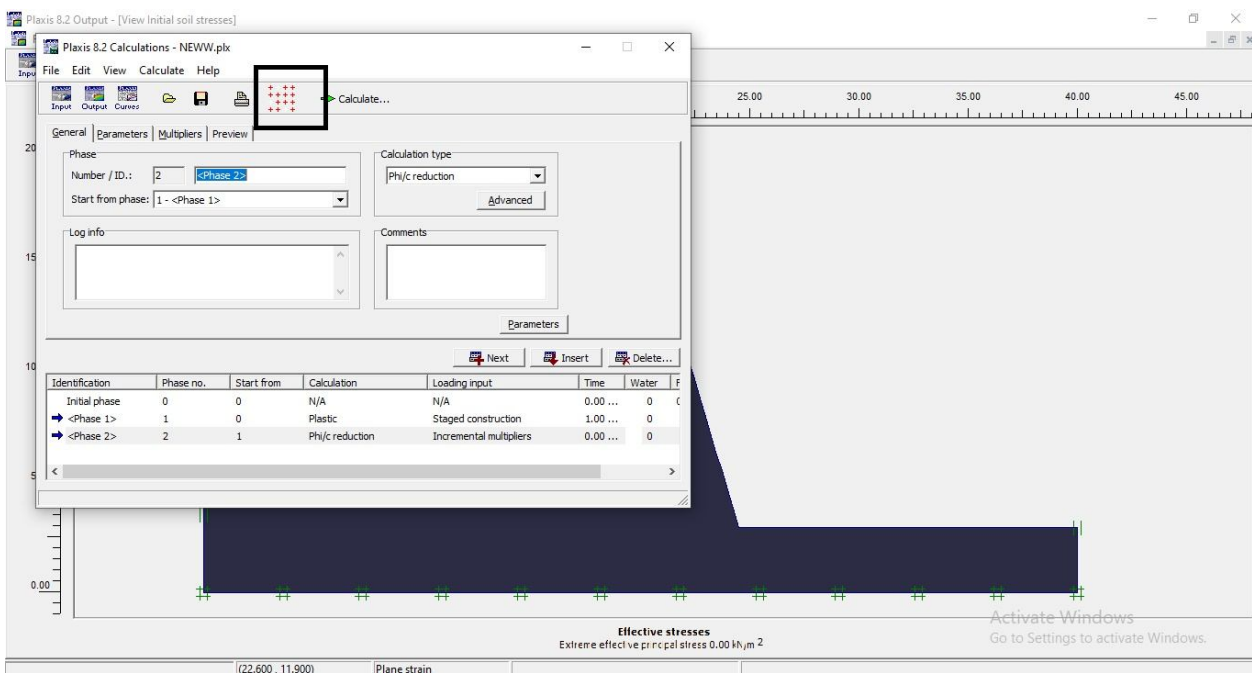 Plaxis 8.2 Output - [View Initial soil stresses]
Plaxis 8.2 Calculations - NEWW.plx
File Edit View Calculate Help
Input Output Curves Calculate...
General Parameters Multipliers Preview
Phase
Number / ID.: 2 <Phase 2>
Start from phase: 1 - <Phase 1>
Calculation type
Phi/c reduction
Advanced
Log info
Comments
Parameters
Next Insert Delete...
Identification Phase no. Start from Calculation Loading input Time Water F
Initial phase 0 0 N/A N/A 0.00 ... 0
<Phase 1> 1 0 Plastic Staged construction 1.00 ... 0
<Phase 2> 2 1 Phi/c reduction Incremental multipliers 0.00 ... 0
25.00 30.00 35.00 40.00 45.00
20
15
10
5
0.00
Effective stresses
Extreme effective principal stress 0.00 kN/m 2
Activate Windows
Go to Settings to activate Windows.
(22.600 , 11.900) Plane strain